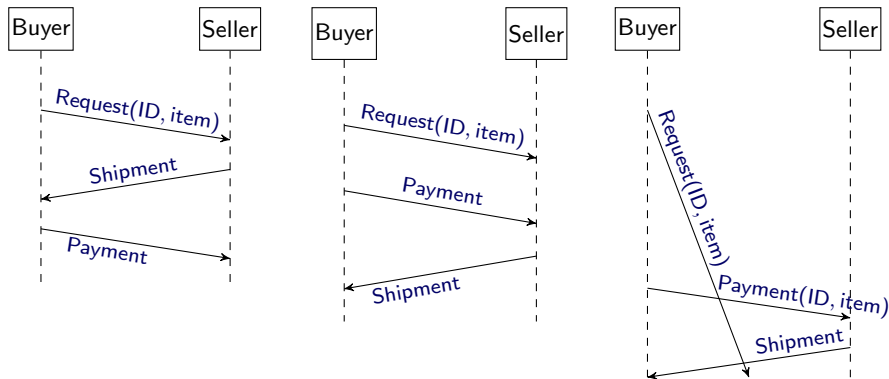 Buyer
Seller
Request(ID, item)
Shipment
Payment
Buyer
Seller
Request(ID, item)
Payment
Shipment
Buyer
Seller
Request(ID, item)
Payment(ID, item)
Shipment